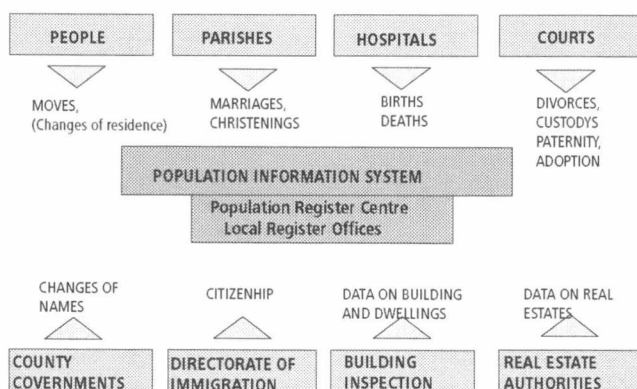 PEOPLE
PARISHES
HOSPITALS
COURTS
MOVES,
(Changes of residence)
MARRIAGES,
CHRISTENINGS
BIRTHS
DEATHS
DIVORCES,
CUSTODYS
PATERNITY,
ADOPTION
POPULATION INFORMATION SYSTEM
Population Register Centre
Local Register Offices
CHANGES OF
NAMES
CITIZENHIP
DATA ON BUILDING
AND DWELLINGS
DATA ON REAL
ESTATES
COUNTY
GOVERNMENTS
DIRECTORATE OF
IMMIGRATION
BUILDING
INSPECTION
REAL ESTATE
AUTHORITIES